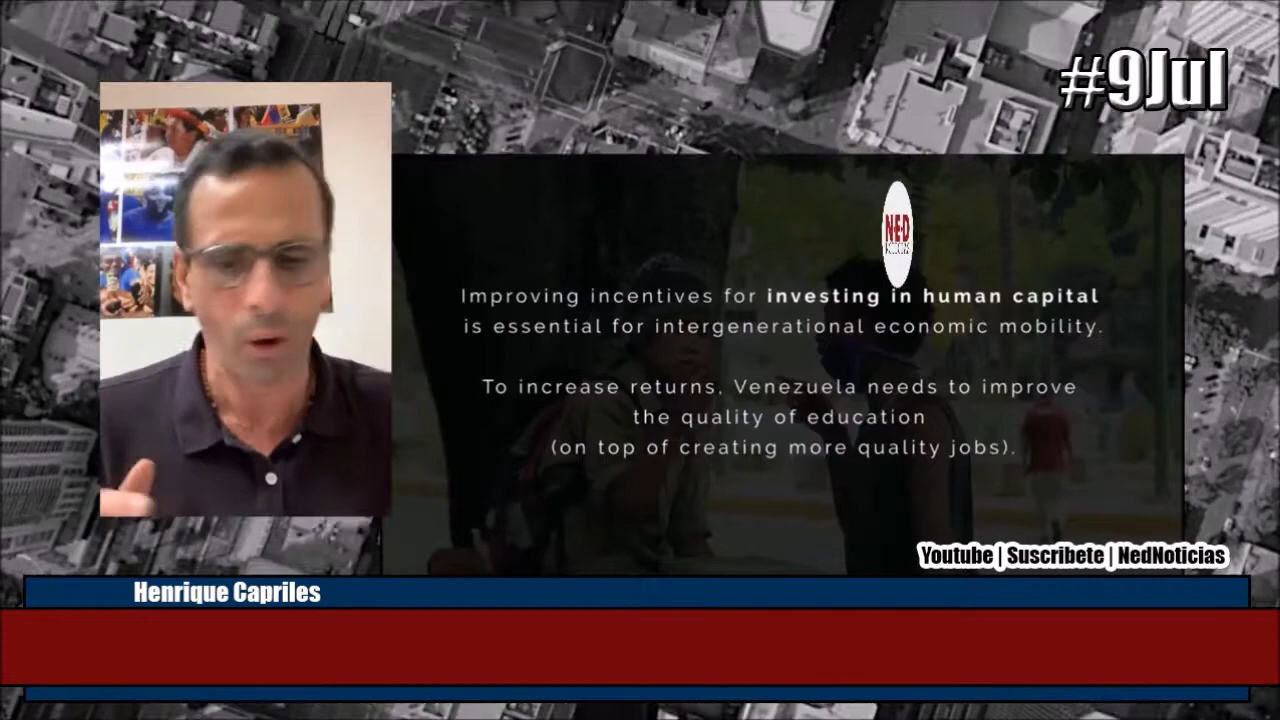 #9Jul
NED
Improving incentives for investing in human capital
is essential for intergenerational economic mobility.
To increase returns, Venezuela needs to improve
the quality of education
(on top of creating more quality jobs).
Youtube | Suscribete | NedNoticias
Henrique Capriles